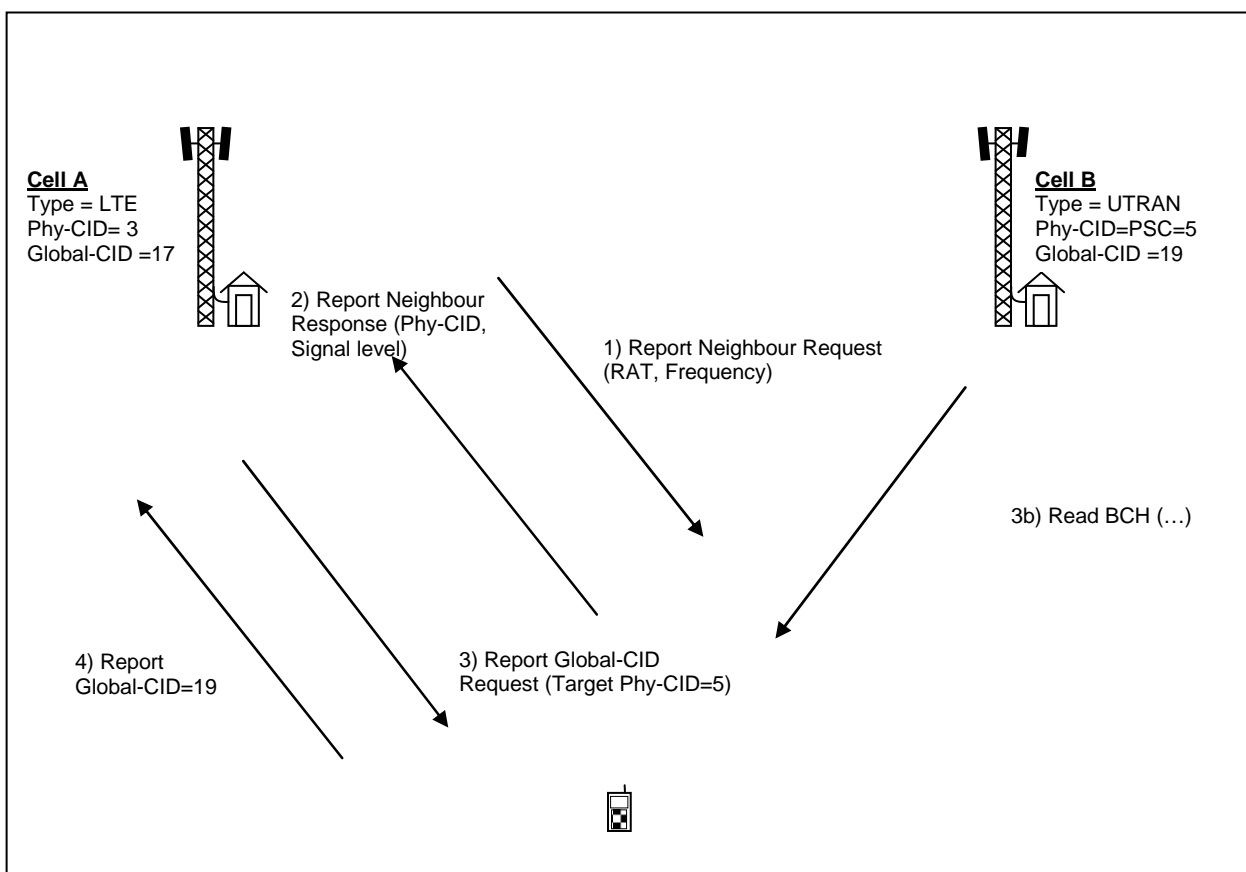 Cell A
Type = LTE
Phy-CID= 3
Global-CID =17
Cell B
Type = UTRAN
Phy-CID=PSC=5
Global-CID =19
2) Report Neighbour
Response (Phy-CID,
Signal level)
1) Report Neighbour Request
(RAT, Frequency)
3b) Read BCH (…)
4) Report
Global-CID=19
3) Report Global-CID
Request (Target Phy-CID=5)